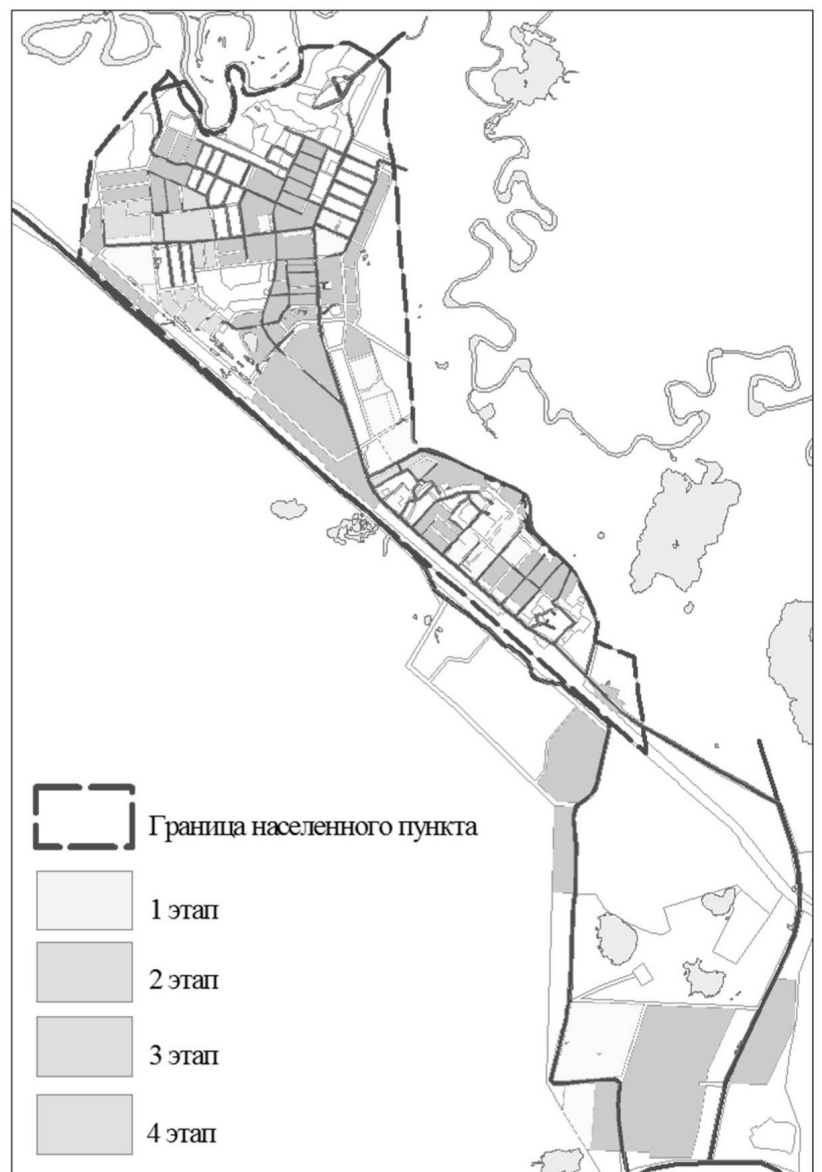 Граница населенного пункта
1 этап
2 этап
3 этап
4 этап